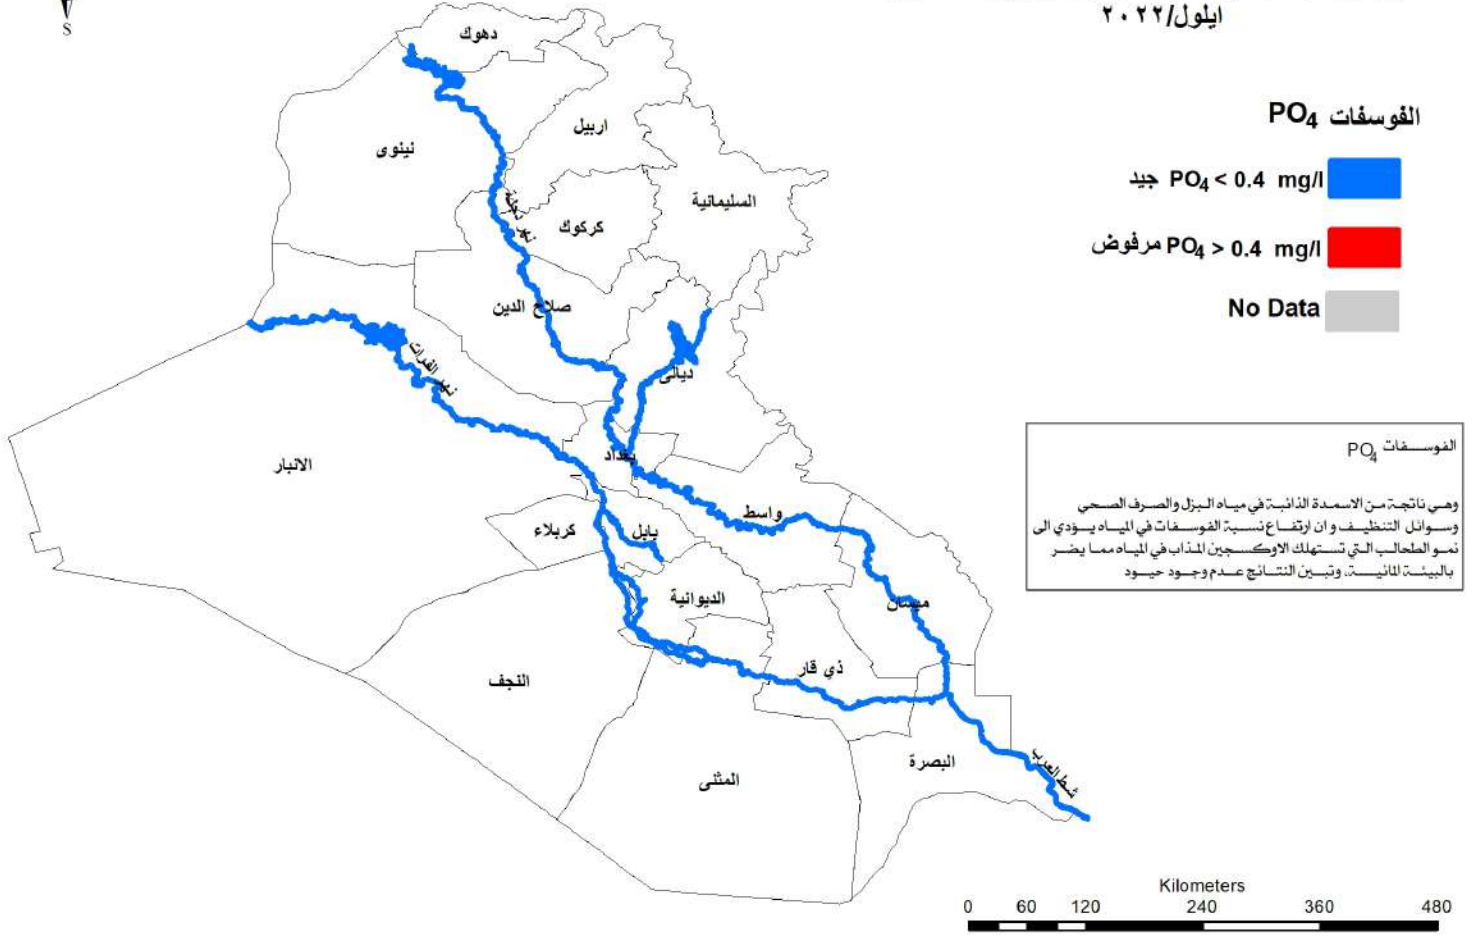 ايلول/٢٠٢٢
S
الفوسفات PO4
PO4 < 0.4 mg/l جيد
PO4 > 0.4 mg/l مرفوض
No Data
دهوك
اربيل
نينوى
السليمانية
كركوك
نهر دجلة
صلاح الدين
نهر الفرات
ديالى
بغداد
الانبار
واسط
بابل
كربلاء
الديوانية
ميسان
ذي قار
النجف
البصرة
شط العرب
المثنى
الفوسفات PO4
وهي ناتجة من الاسمدة الذائبة في مياه البزل والصرف الصحي
وسوائل التنظيف و ان ارتفاع نسبة الفوسفات في المياه يؤدي الى
نمو الطحالب التي تستهلك الاوكسجين المذاب في المياه مما يضر
بالبيئة المائية، وتبين النتائج عدم وجود حيود
Kilometers
0 60 120 240 360 480